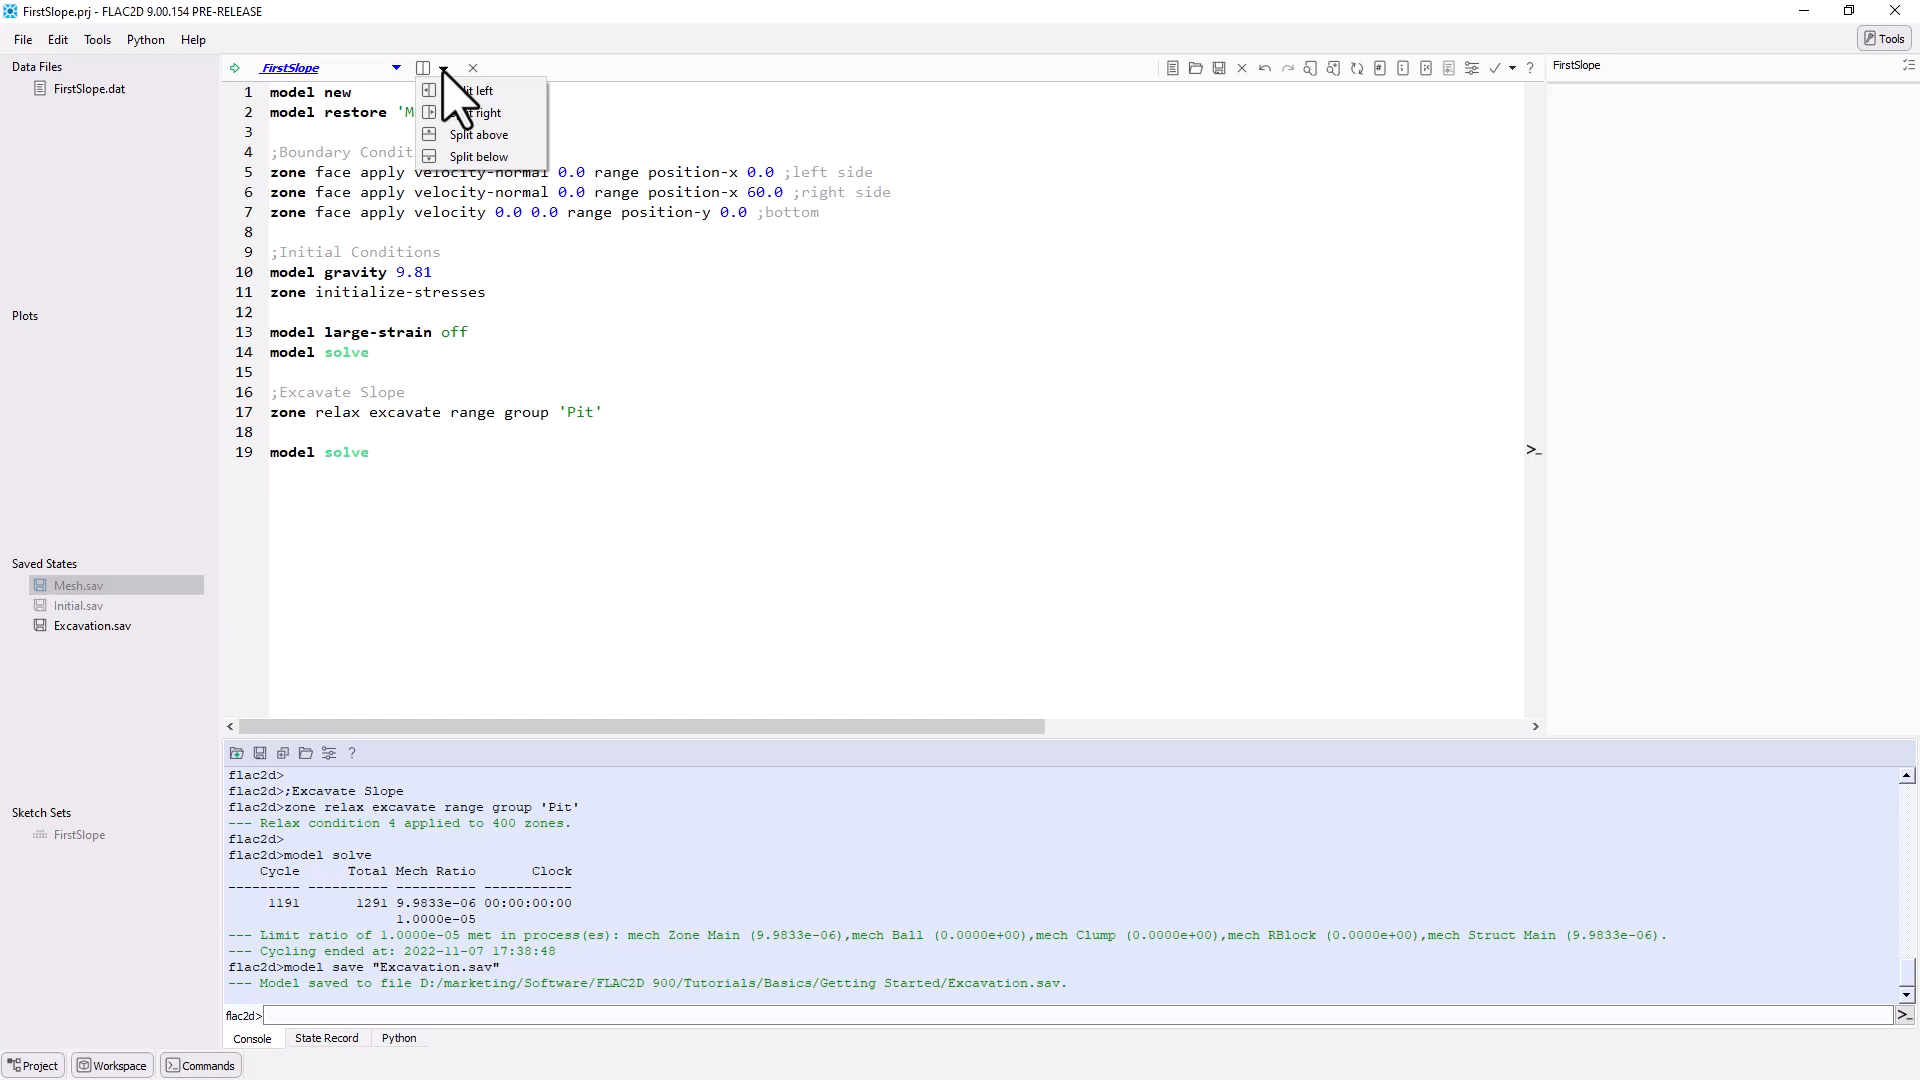 FirstSlope.prj - FLAC2D 9.00.154 PRE-RELEASE
File Edit Tools Python Help
Tools
Data Files
FirstSlope.dat
Plots
Saved States
Mesh.sav
Initial.sav
Excavation.sav
Sketch Sets
FirstSlope
FirstSlope
Split above
Split below
1 model new
2 model restore 'M
3
4 ;Boundary Condit
5 zone face apply velocity-normal 0.0 range position-x 0.0 ;left side
6 zone face apply velocity-normal 0.0 range position-x 60.0 ;right side
7 zone face apply velocity 0.0 0.0 range position-y 0.0 ;bottom
8
9 ;Initial Conditions
10 model gravity 9.81
11 zone initialize-stresses
12
13 model large-strain off
14 model solve
15
16 ;Excavate Slope
17 zone relax excavate range group 'Pit'
18
19 model solve
FirstSlope
flac2d>
flac2d>;Excavate Slope
flac2d>zone relax excavate range group 'Pit'
--- Relax condition 4 applied to 400 zones.
flac2d>
flac2d>model solve
Cycle Total Mech Ratio Clock
--------- ---------- ---------- -----------
1191 1291 9.9833e-06 00:00:00:00
1.0000e-05
--- Limit ratio of 1.0000e-05 met in process(es): mech Zone Main (9.9833e-06),mech Ball (0.0000e+00),mech Clump (0.0000e+00),mech RBlock (0.0000e+00),mech Struct Main (9.9833e-06).
--- Cycling ended at: 2022-11-07 17:38:48
flac2d>model save "Excavation.sav"
--- Model saved to file D:/marketing/Software/FLAC2D 900/Tutorials/Basics/Getting Started/Excavation.sav.
flac2d>
Console State Record Python
Project Workspace Commands